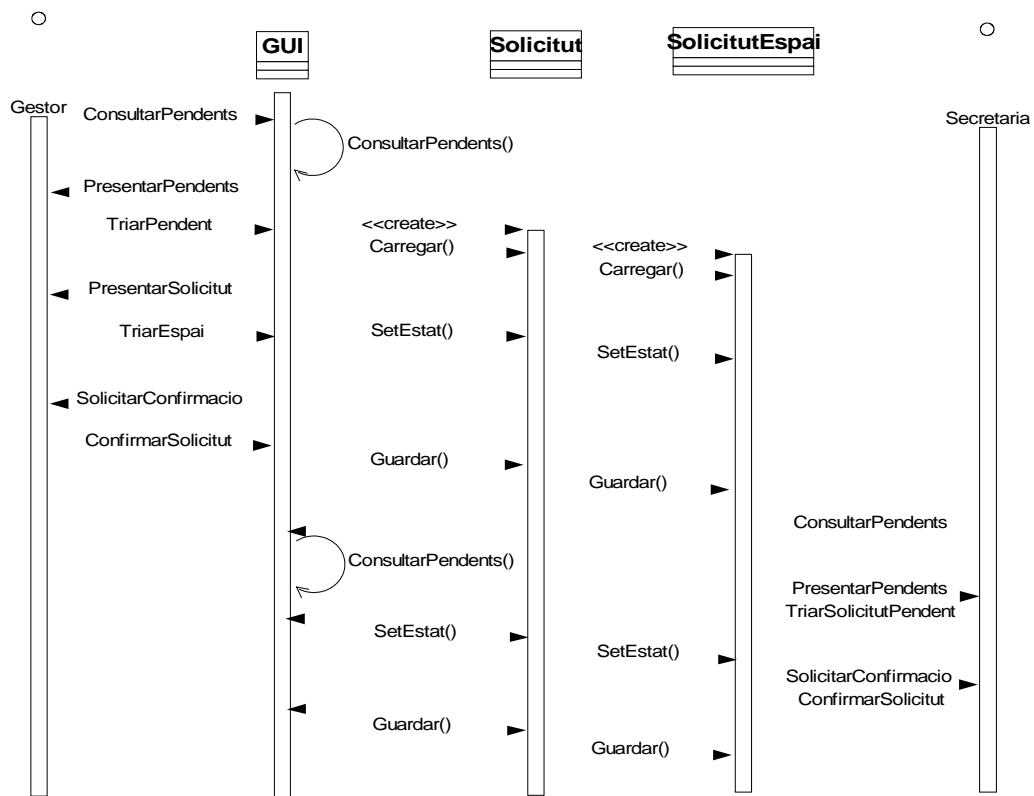 GUI
Solicitut
SolicitutEspai
Gestor
Secretaria
ConsultarPendents
ConsultarPendents()
PresentarPendents
TriarPendent
<<create>>
Carregar()
<<create>>
Carregar()
PresentarSolicitut
TriarEspai
SetEstat()
SetEstat()
SolicitarConfirmacio
ConfirmarSolicitut
Guardar()
Guardar()
ConsultarPendents
ConsultarPendents()
PresentarPendents
TriarSolicitutPendent
SetEstat()
SetEstat()
SolicitarConfirmacio
ConfirmarSolicitut
Guardar()
Guardar()